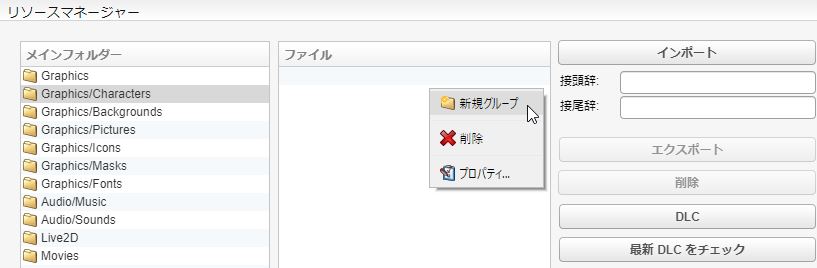 リソースマネージャー
メインフォルダー
Graphics
Graphics/Characters
Graphics/Backgrounds
Graphics/Pictures
Graphics/Icons
Graphics/Masks
Graphics/Fonts
Audio/Music
Audio/Sounds
Live2D
Movies
ファイル
新規グループ
削除
プロパティ...
インポート
接頭辞:
接尾辞:
エクスポート
削除
DLC
最新 DLC をチェック